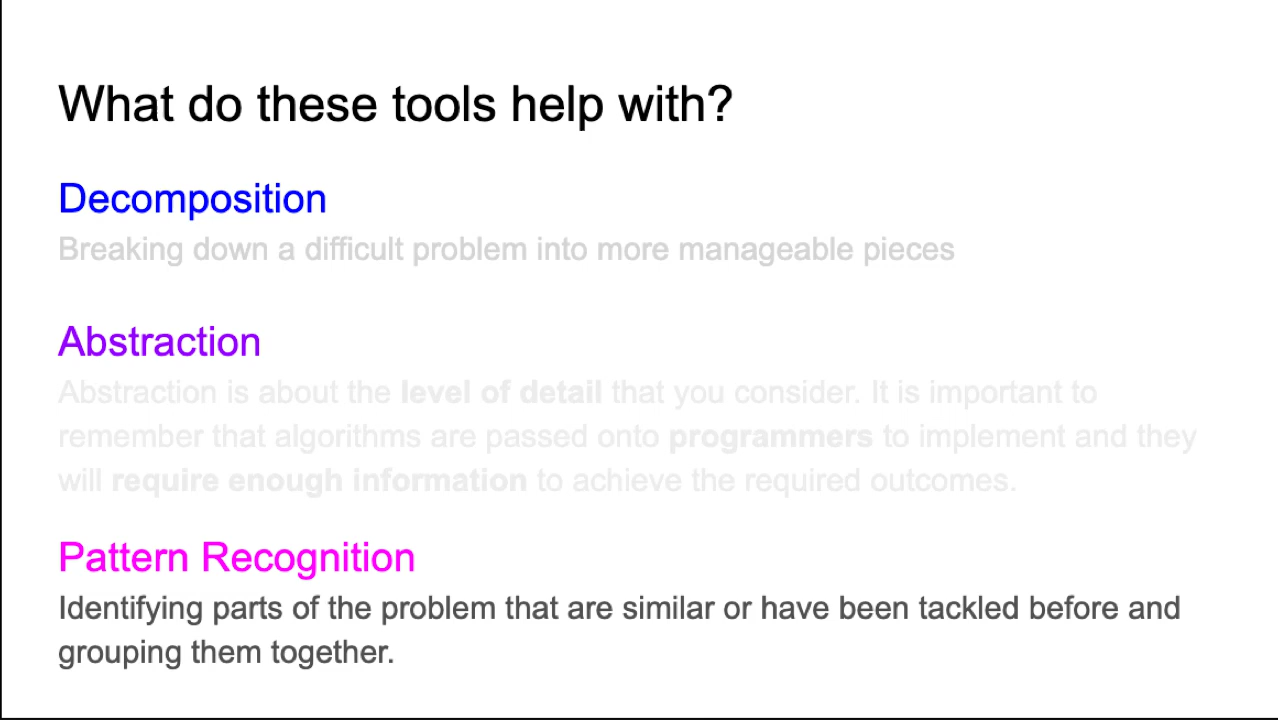 What do these tools help with?
Decomposition
Breaking down a difficult problem into more manageable pieces
Abstraction
Abstraction is about the level of detail that you consider. It is important to
remember that algorithms are passed onto programmers to implement and they
will require enough information to achieve the required outcomes.
Pattern Recognition
Identifying parts of the problem that are similar or have been tackled before and
grouping them together.